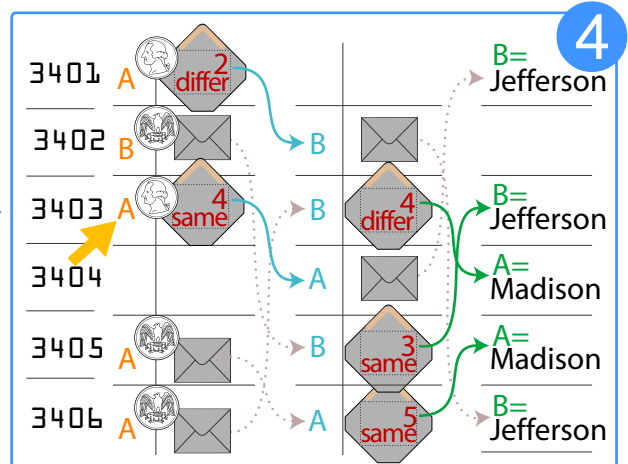 4
3401 A 2 differ B= Jefferson
3402 B B
3403 A 4 same B 4 differ B= Jefferson
3404 A A= Madison
3405 A B 3 same A= Madison
3406 A A 5 same B= Jefferson